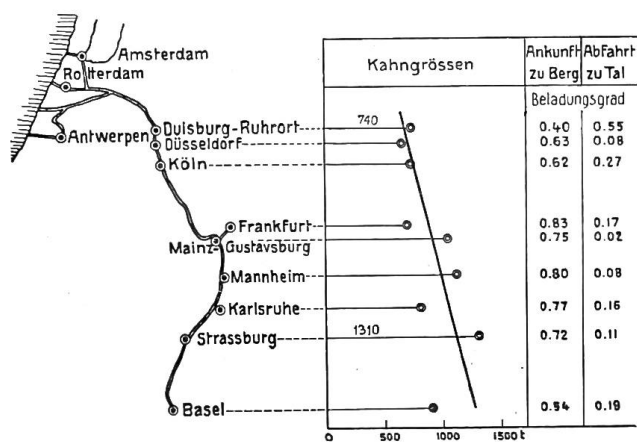 Amsterdam
Rotterdam
Antwerpen
Kahngrössen
Ankunft zu Berg
Abfahrt zu Tal
Beladungsgrad
Duisburg-Ruhrort 740 0.40 0.55
Düsseldorf 0.63 0.08
Köln 0.62 0.27
Frankfurt 0.83 0.17
Mainz-Gustavsburg 0.75 0.02
Mannheim 0.80 0.08
Karlsruhe 0.77 0.16
Strassburg 1310 0.72 0.11
Basel 0.54 0.19
0 500 1000 1500 t